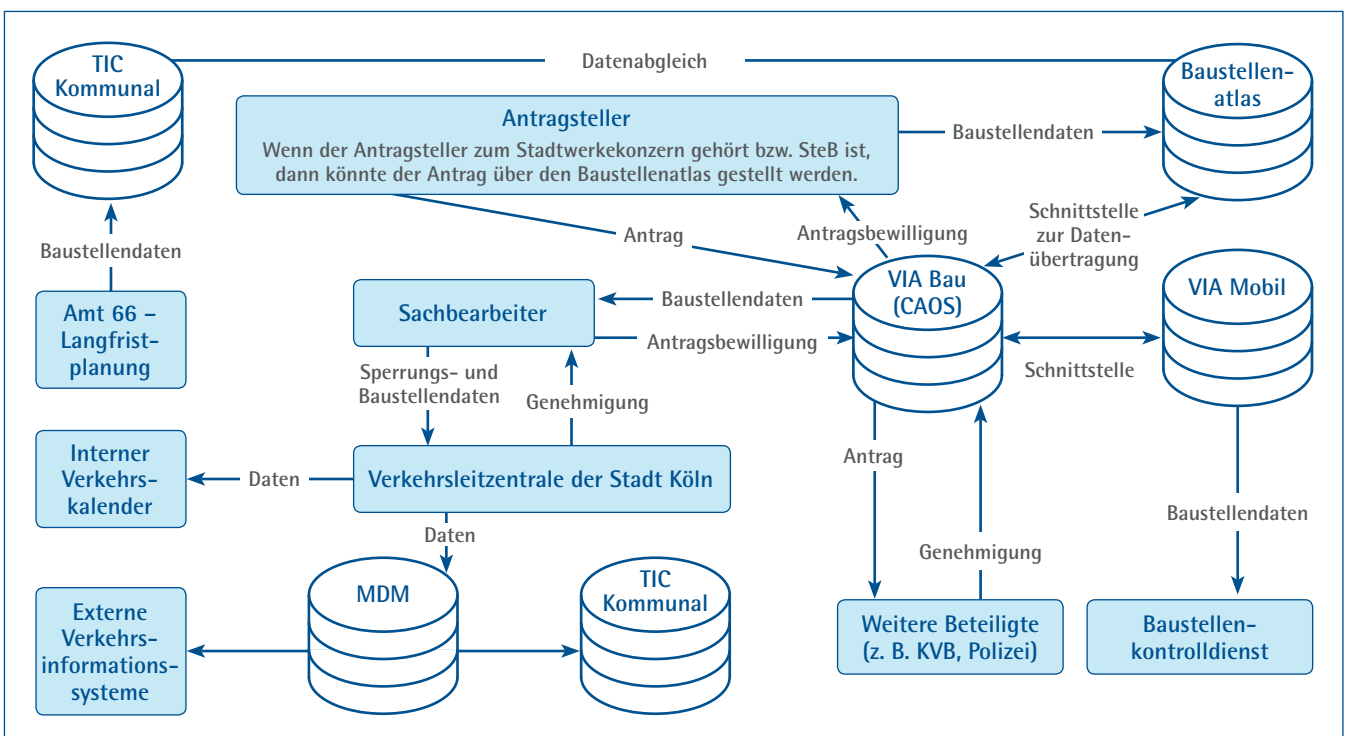 TIC
Kommunal
Datenabgleich
Baustellen-
atlas
Antragsteller
Wenn der Antragsteller zum Stadtwerkekonzern gehört bzw. SteB ist,
dann könnte der Antrag über den Baustellenatlas gestellt werden.
Baustellendaten
Baustellendaten
Antrag
Antragsbewilligung
Schnittstelle
zur Daten-
übertragung
Amt 66 –
Langfrist-
planung
Sachbearbeiter
Baustellendaten
Antragsbewilligung
VIA Bau
(CAOS)
VIA Mobil
Schnittstelle
Sperrungs- und
Baustellendaten
Genehmigung
Interner
Verkehrs-
kalender
Daten
Verkehrsleitzentrale der Stadt Köln
Antrag
Genehmigung
Baustellendaten
Daten
Externe
Verkehrs-
informations-
systeme
MDM
TIC
Kommunal
Weitere Beteiligte
(z. B. KVB, Polizei)
Baustellen-
kontrolldienst